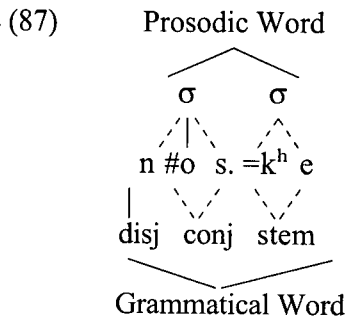 (87) Prosodic Word
σ σ
n #o s. =kʰ e
disj conj stem
Grammatical Word